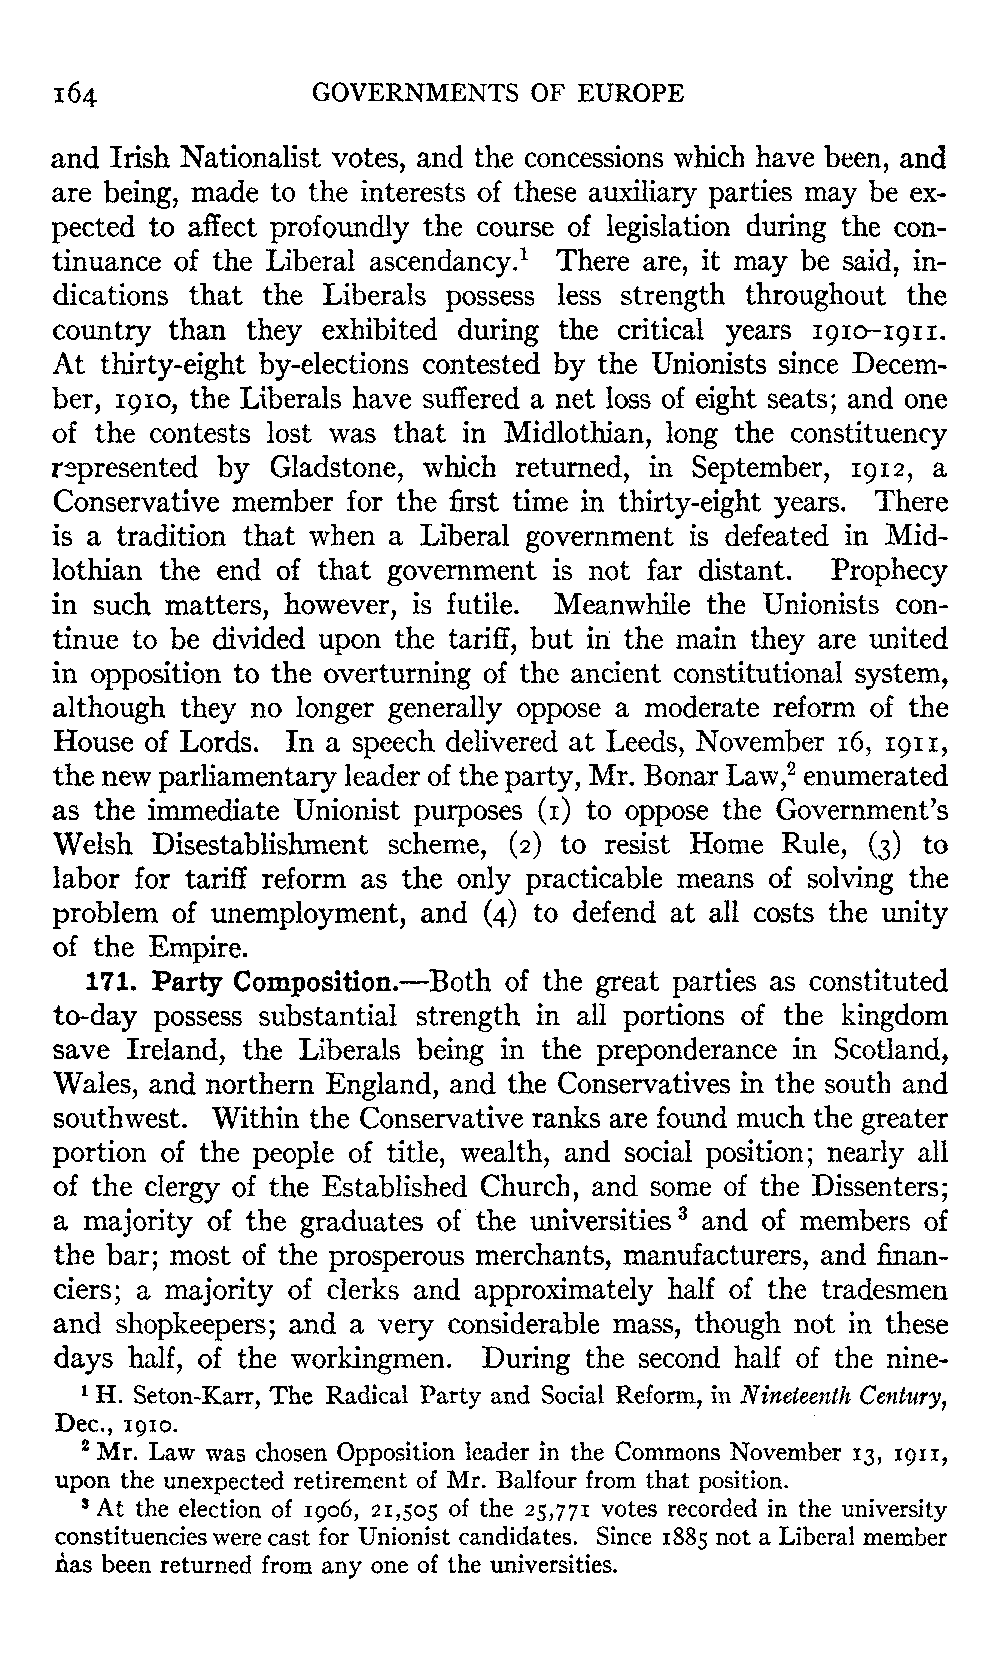 164 GOVERNMENTS OF EUROPE
and Irish Nationalist votes, and the concessions which have been, and
are being, made to the interests of these auxiliary parties may be ex-
pected to affect profoundly the course of legislation during the con-
tinuance of the Liberal ascendancy.¹ There are, it may be said, in-
dications that the Liberals possess less strength throughout the
country than they exhibited during the critical years 1910–1911.
At thirty-eight by-elections contested by the Unionists since Decem-
ber, 1910, the Liberals have suffered a net loss of eight seats; and one
of the contests lost was that in Midlothian, long the constituency
represented by Gladstone, which returned, in September, 1912, a
Conservative member for the first time in thirty-eight years. There
is a tradition that when a Liberal government is defeated in Mid-
lothian the end of that government is not far distant. Prophecy
in such matters, however, is futile. Meanwhile the Unionists con-
tinue to be divided upon the tariff, but in the main they are united
in opposition to the overturning of the ancient constitutional system,
although they no longer generally oppose a moderate reform of the
House of Lords. In a speech delivered at Leeds, November 16, 1911,
the new parliamentary leader of the party, Mr. Bonar Law,² enumerated
as the immediate Unionist purposes (1) to oppose the Government's
Welsh Disestablishment scheme, (2) to resist Home Rule, (3) to
labor for tariff reform as the only practicable means of solving the
problem of unemployment, and (4) to defend at all costs the unity
of the Empire.
171. Party Composition.—Both of the great parties as constituted
to-day possess substantial strength in all portions of the kingdom
save Ireland, the Liberals being in the preponderance in Scotland,
Wales, and northern England, and the Conservatives in the south and
southwest. Within the Conservative ranks are found much the greater
portion of the people of title, wealth, and social position; nearly all
of the clergy of the Established Church, and some of the Dissenters;
a majority of the graduates of the universities ³ and of members of
the bar; most of the prosperous merchants, manufacturers, and finan-
ciers; a majority of clerks and approximately half of the tradesmen
and shopkeepers; and a very considerable mass, though not in these
days half, of the workingmen. During the second half of the nine-
¹ H. Seton-Karr, The Radical Party and Social Reform, in Nineteenth Century,
Dec., 1910.
² Mr. Law was chosen Opposition leader in the Commons November 13, 1911,
upon the unexpected retirement of Mr. Balfour from that position.
³ At the election of 1906, 21,505 of the 25,771 votes recorded in the university
constituencies were cast for Unionist candidates. Since 1885 not a Liberal member
has been returned from any one of the universities.